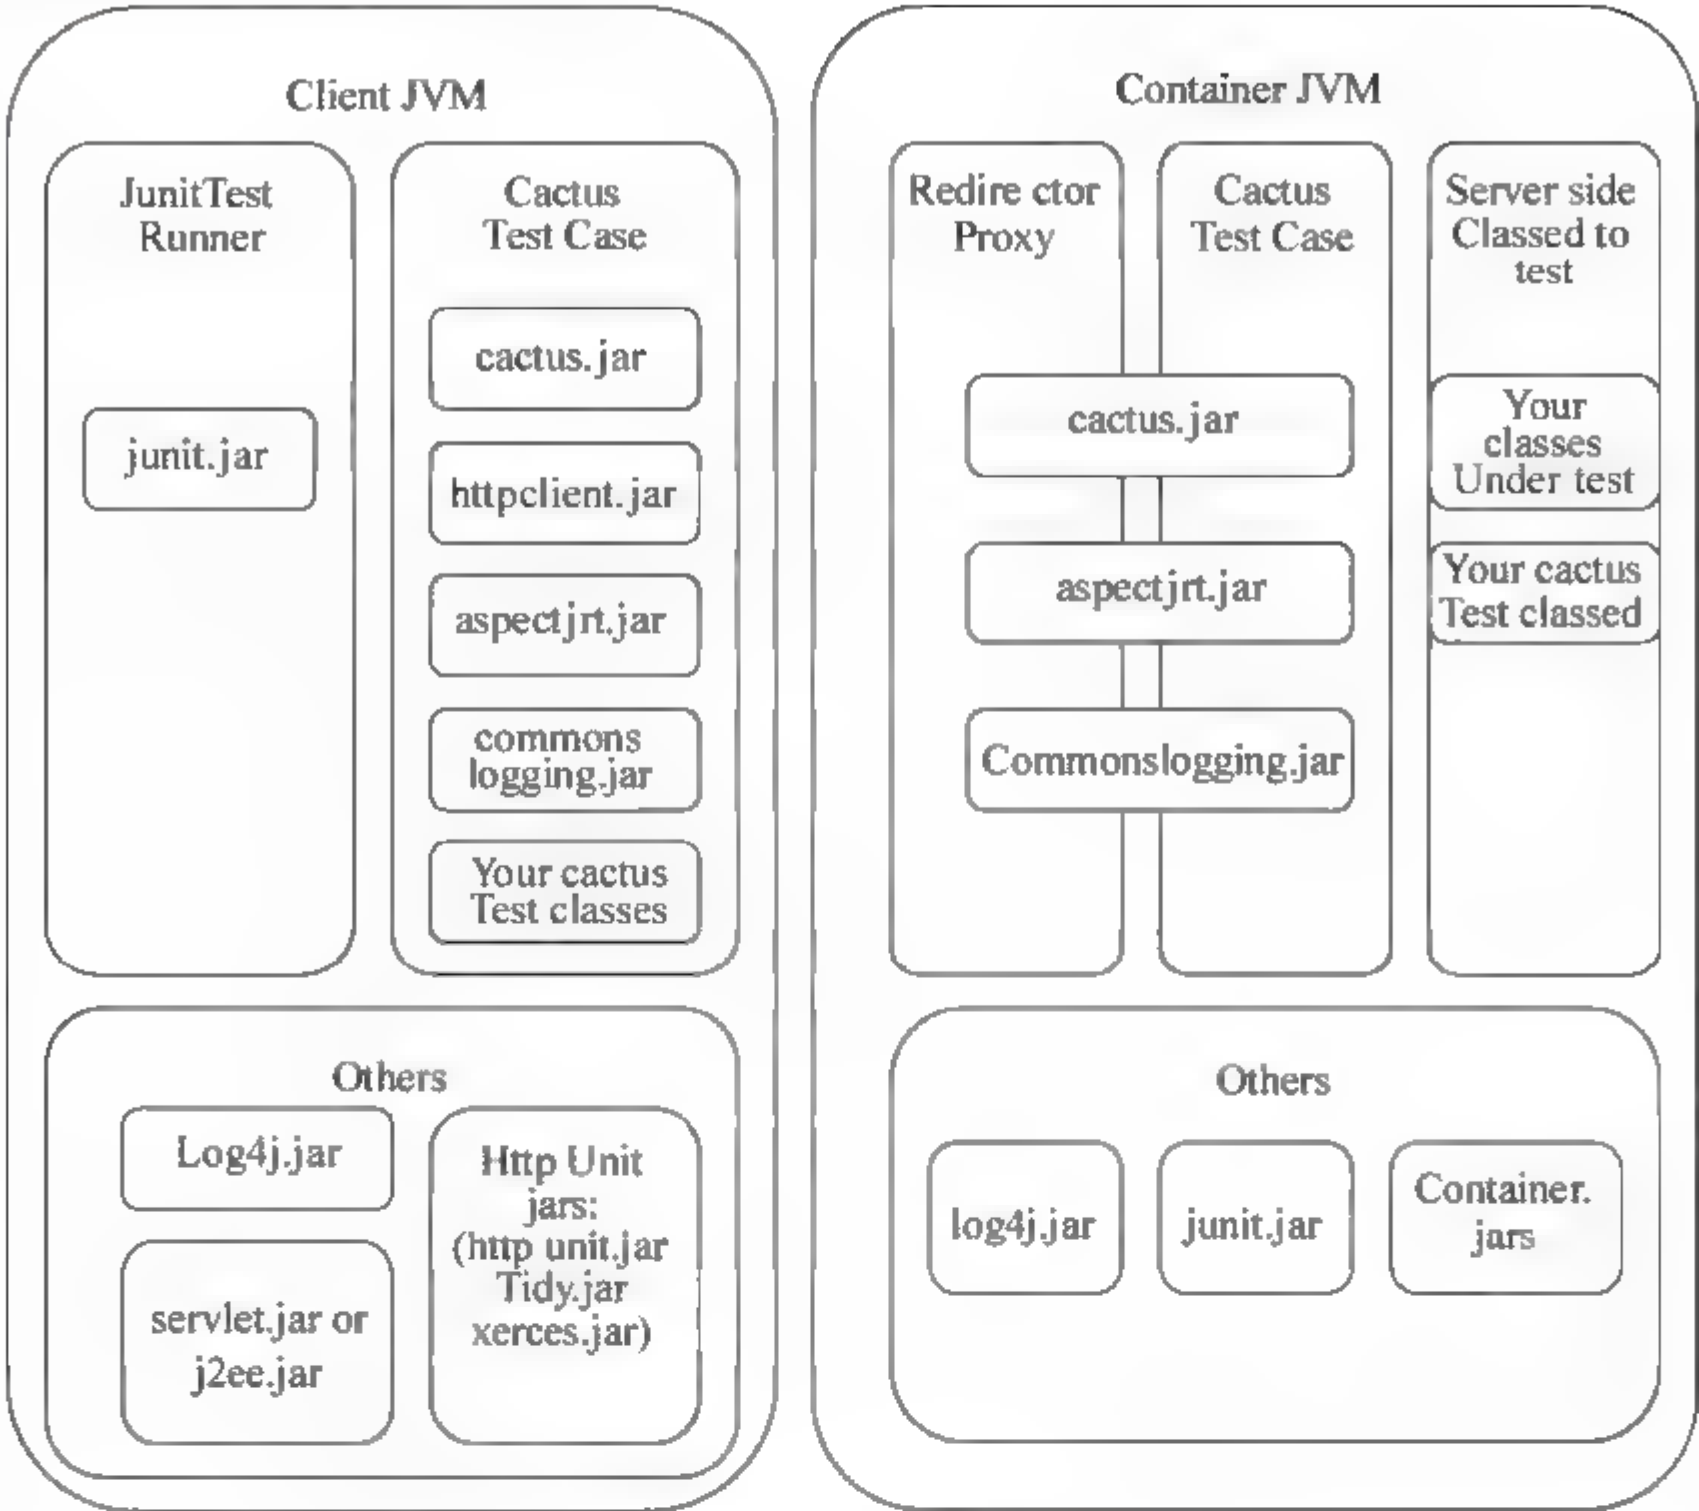 Client JVM
JunitTest
Runner
junit.jar
Cactus
Test Case
cactus.jar
httpclient.jar
aspectjrt.jar
commons
logging.jar
Your cactus
Test classes
Others
Log4j.jar
servlet.jar or
j2ee.jar
Http Unit
jars:
(http unit.jar
Tidy.jar
xerces.jar)
Container JVM
Redire ctor
Proxy
Cactus
Test Case
cactus.jar
aspectjrt.jar
Commonslogging.jar
Server side
Classed to
test
Your
classes
Under test
Your cactus
Test classed
Others
log4j.jar
junit.jar
Container.
jars